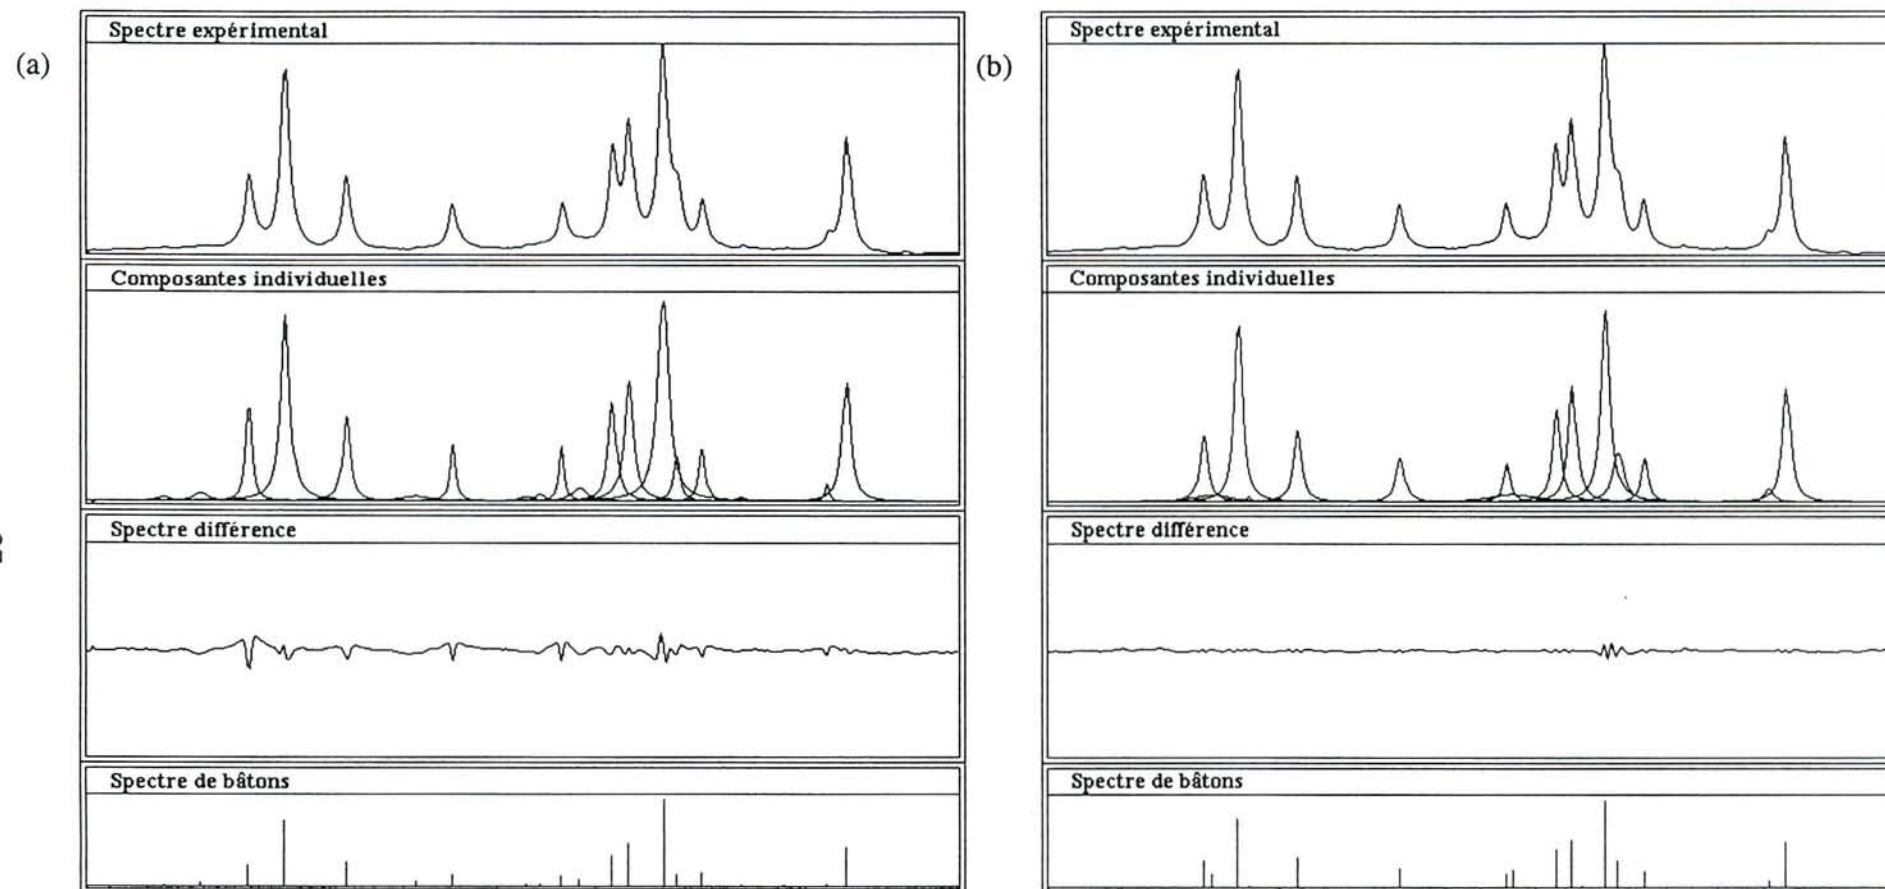 (a)
Spectre expérimental
Composantes individuelles
Spectre différence
Spectre de bâtons
(b)
Spectre expérimental
Composantes individuelles
Spectre différence
Spectre de bâtons